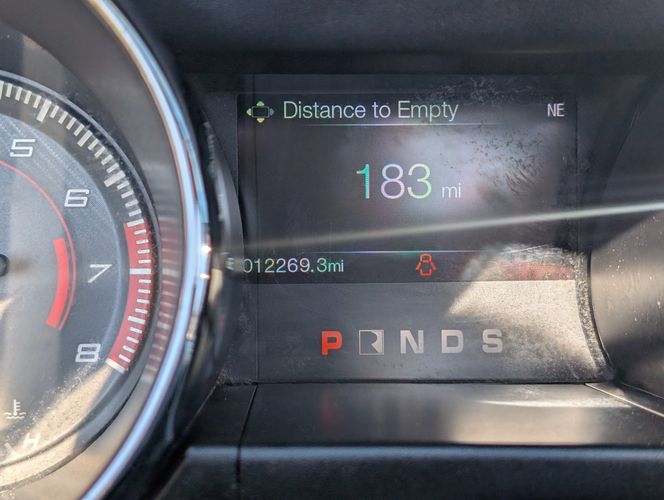 Distance to Empty NE
183 mi
012269.3mi
P R N D S
5
6
7
8
H